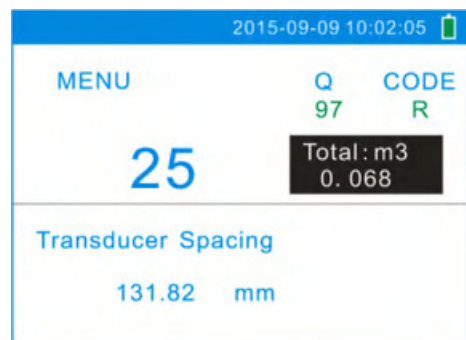 2015-09-09 10:02:05
MENU
Q
CODE
97
R
25
Total:m3
0.068
Transducer Spacing
131.82 mm